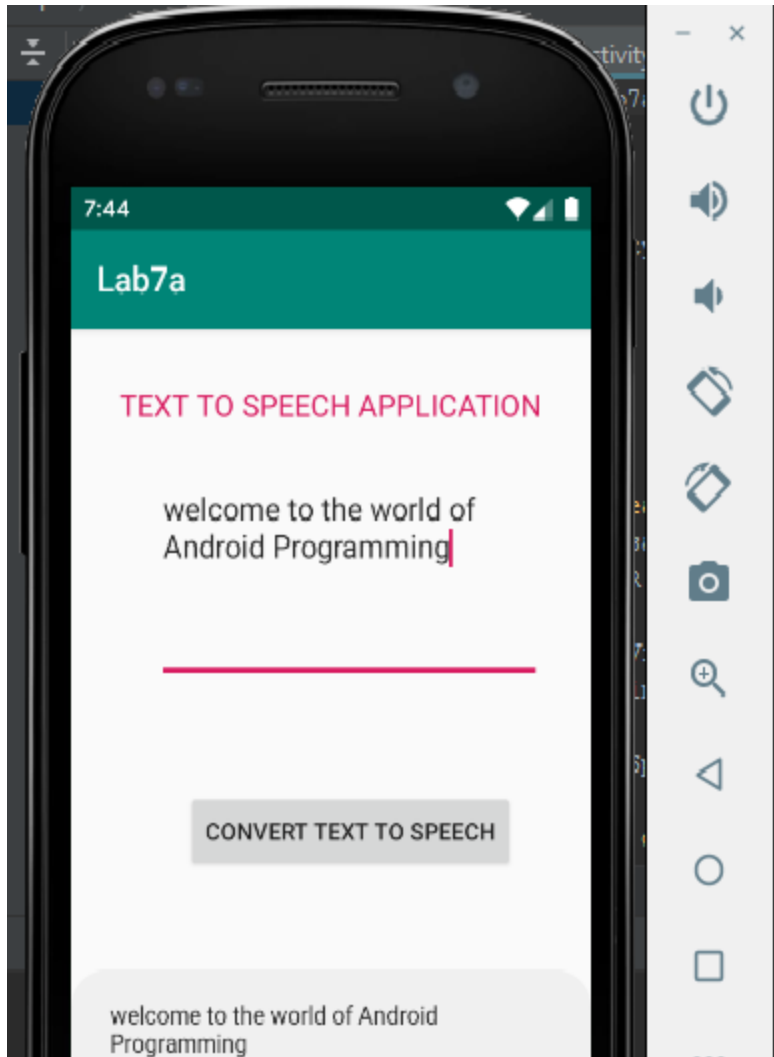 7:44
Lab7a
TEXT TO SPEECH APPLICATION
welcome to the world of
Android Programming
CONVERT TEXT TO SPEECH
welcome to the world of Android
Programming